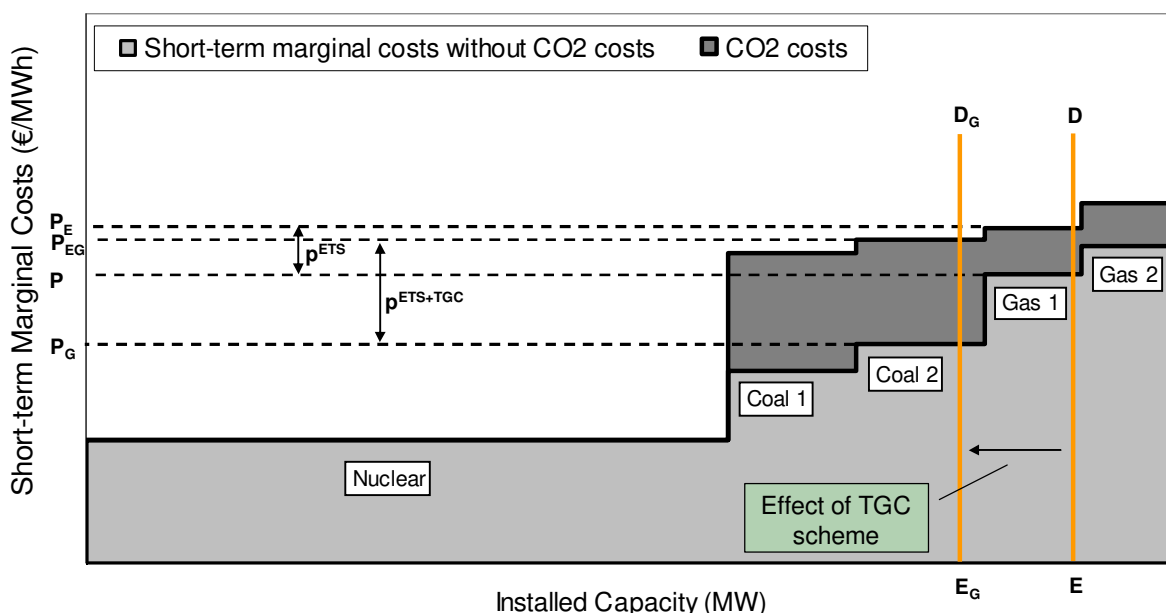 Short-term marginal costs without CO2 costs
CO2 costs
Short-term Marginal Costs (€/MWh)
D_G
D
P_E
P_EG
p^ETS
P
p^ETS+TGC
P_G
Gas 2
Gas 1
Coal 2
Coal 1
Nuclear
Effect of TGC
scheme
E_G
E
Installed Capacity (MW)